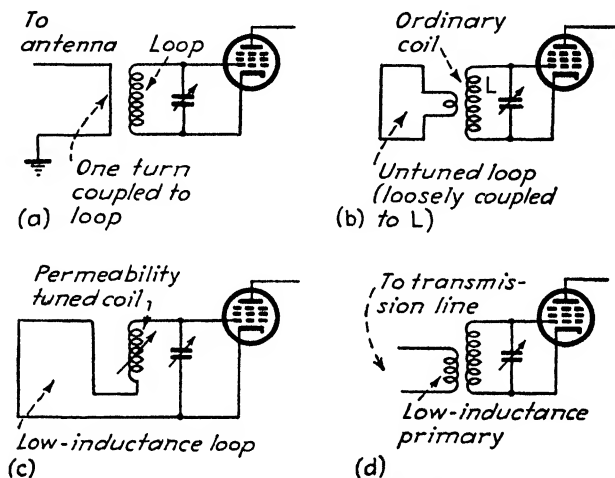 To
antenna
Loop
One turn
coupled to
loop
(a)
Ordinary
coil
L
Untuned loop
(loosely coupled
to L)
(b)
Permeability
tuned coil
Low-inductance loop
(c)
To transmis-
sion line
Low-inductance
primary
(d)